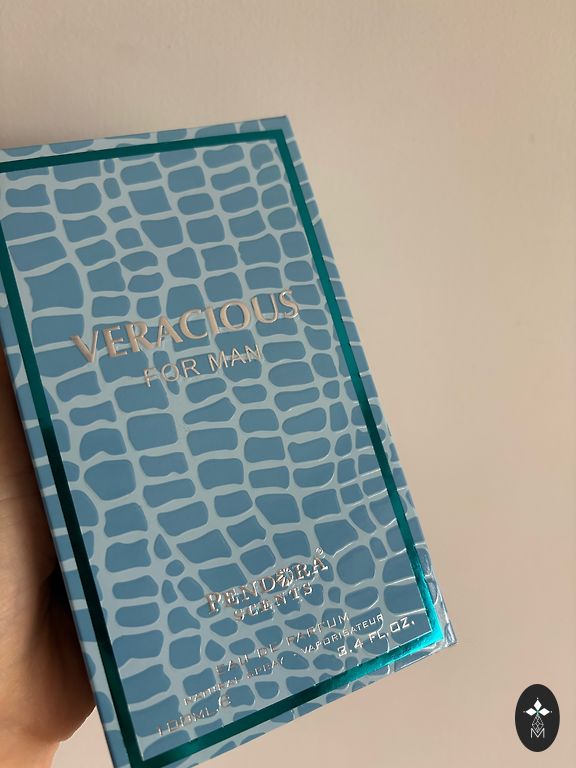 VERACIOUS
FOR MAN
PENDORA®
SCENTS
EAU DE PARFUM
NATURAL SPRAY - VAPORISATEUR
100ML ℮ 3.4 FL.OZ.
M